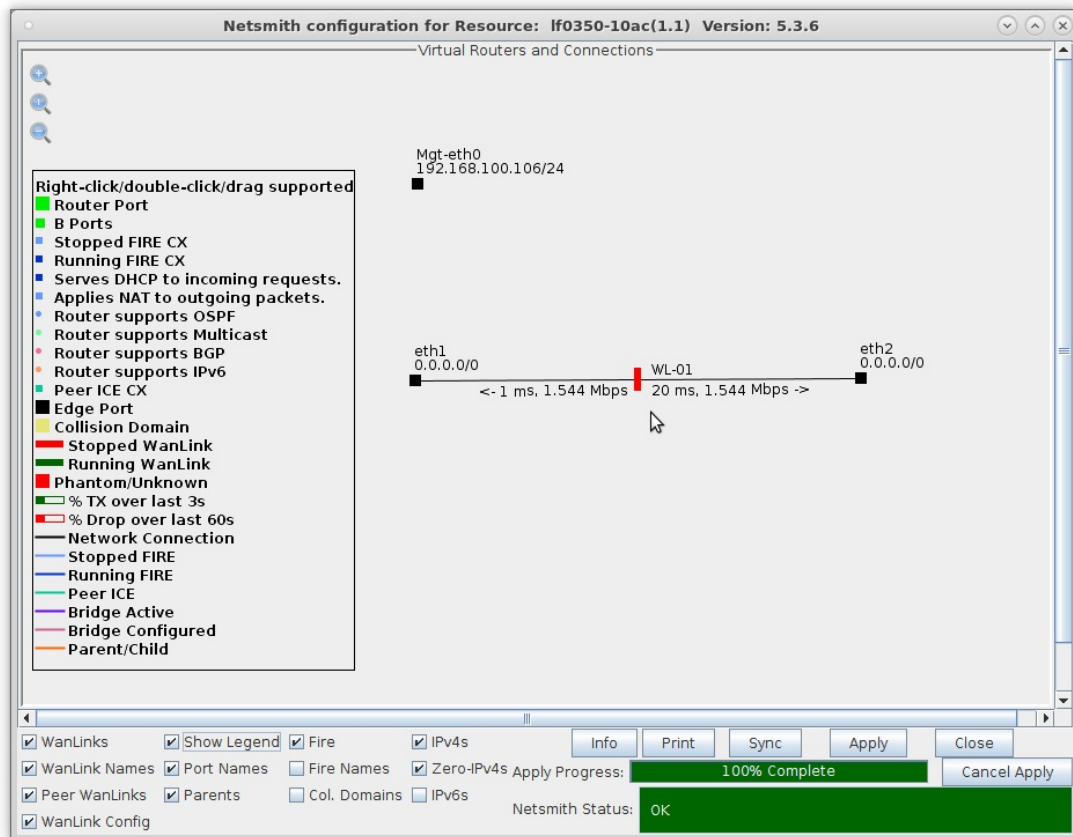 Netsmith configuration for Resource:  lf0350-10ac(1.1)  Version: 5.3.6
Virtual Routers and Connections
Mgt-eth0
192.168.100.106/24
Right-click/double-click/drag supported
Router Port
B Ports
Stopped FIRE CX
Running FIRE CX
Serves DHCP to incoming requests.
Applies NAT to outgoing packets.
Router supports OSPF
Router supports Multicast
Router supports BGP
Router supports IPv6
Peer ICE CX
Edge Port
Collision Domain
Stopped WanLink
Running WanLink
Phantom/Unknown
% TX over last 3s
% Drop over last 60s
Network Connection
Stopped FIRE
Running FIRE
Peer ICE
Bridge Active
Bridge Configured
Parent/Child
eth1
0.0.0.0/0
WL-01
<- 1 ms, 1.544 Mbps
20 ms, 1.544 Mbps ->
eth2
0.0.0.0/0
WanLinks Show Legend Fire IPv4s Info Print Sync Apply Close
WanLink Names Port Names Fire Names Zero-IPv4s Apply Progress: 100% Complete Cancel Apply
Peer WanLinks Parents Col. Domains IPv6s Netsmith Status: OK
WanLink Config